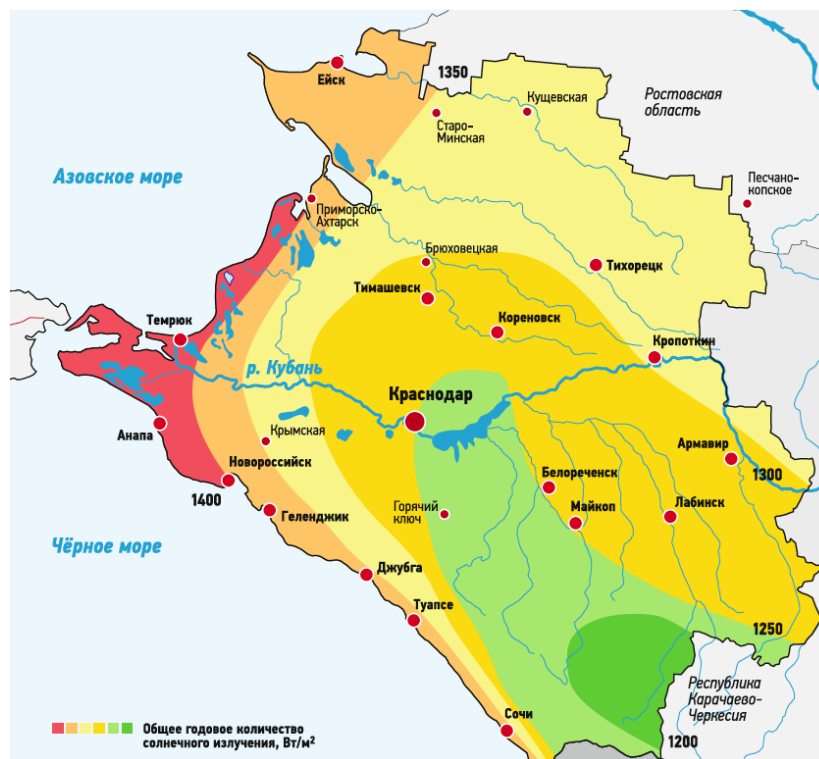 1350
Ейск
Кущевская
Ростовская
область
Старо-
Минская
Азовское море
Песчано-
копское
Приморско-
Ахтарск
Брюховецкая
Тихорецк
Тимашевск
Темрюк
Кореновск
Кропоткин
р. Кубань
Краснодар
Анапа
Крымская
Армавир
Новороссийск
Белореченск
1300
1400
Горячий
ключ
Майкоп
Лабинск
Геленджик
Чёрное море
Джубга
Туапсе
1250
Республика
Карачаево-
Черкесия
Сочи
Общее годовое количество
солнечного излучения, Вт/м²
1200